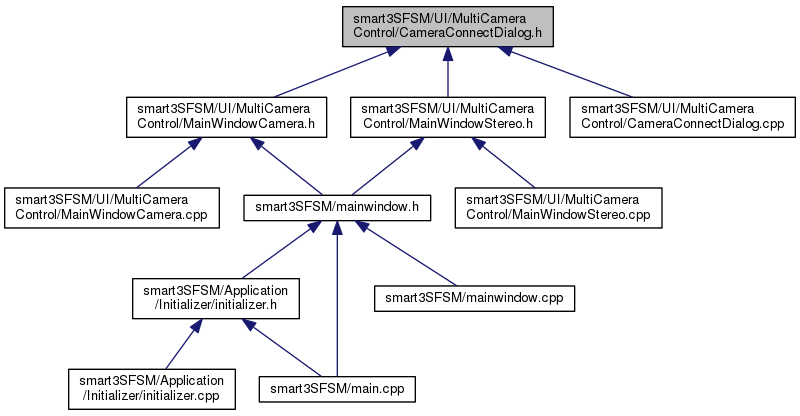 smart3SFSM/UI/MultiCamera
Control/CameraConnectDialog.h
smart3SFSM/UI/MultiCamera
Control/MainWindowCamera.h
smart3SFSM/UI/MultiCamera
Control/MainWindowStereo.h
smart3SFSM/UI/MultiCamera
Control/CameraConnectDialog.cpp
smart3SFSM/UI/MultiCamera
Control/MainWindowCamera.cpp
smart3SFSM/mainwindow.h
smart3SFSM/UI/MultiCamera
Control/MainWindowStereo.cpp
smart3SFSM/Application
/Initializer/initializer.h
smart3SFSM/mainwindow.cpp
smart3SFSM/Application
/Initializer/initializer.cpp
smart3SFSM/main.cpp